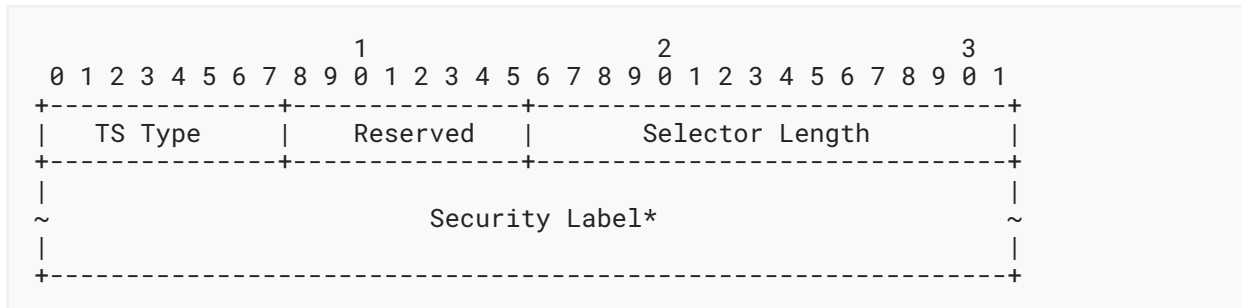 1                   2                   3
 0 1 2 3 4 5 6 7 8 9 0 1 2 3 4 5 6 7 8 9 0 1 2 3 4 5 6 7 8 9 0 1
+---------------+---------------+-------------------------------+
|   TS Type     |    Reserved   |       Selector Length         |
+---------------+---------------+-------------------------------+
|                                                               |
~                         Security Label*                       ~
|                                                               |
+---------------------------------------------------------------+